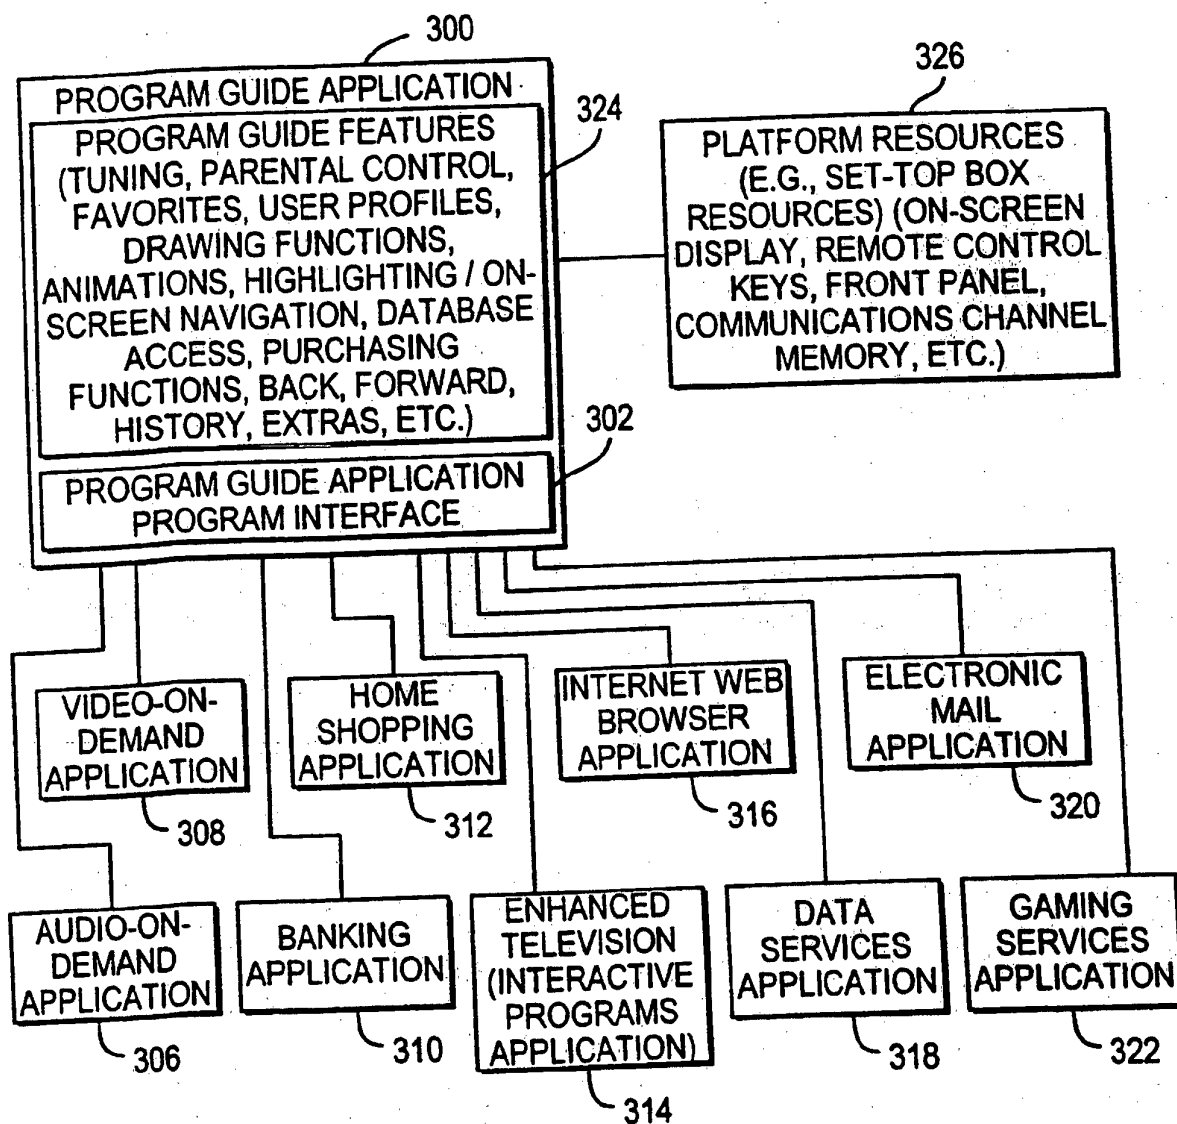 300
PROGRAM GUIDE APPLICATION
324
PROGRAM GUIDE FEATURES
(TUNING, PARENTAL CONTROL,
FAVORITES, USER PROFILES,
DRAWING FUNCTIONS,
ANIMATIONS, HIGHLIGHTING / ON-
SCREEN NAVIGATION, DATABASE
ACCESS, PURCHASING
FUNCTIONS, BACK, FORWARD,
HISTORY, EXTRAS, ETC.)
302
PROGRAM GUIDE APPLICATION
PROGRAM INTERFACE
326
PLATFORM RESOURCES
(E.G., SET-TOP BOX
RESOURCES) (ON-SCREEN
DISPLAY, REMOTE CONTROL
KEYS, FRONT PANEL,
COMMUNICATIONS CHANNEL
MEMORY, ETC.)
VIDEO-ON-
DEMAND
APPLICATION
308
HOME
SHOPPING
APPLICATION
312
INTERNET WEB
BROWSER
APPLICATION
316
ELECTRONIC
MAIL
APPLICATION
320
AUDIO-ON-
DEMAND
APPLICATION
306
BANKING
APPLICATION
310
ENHANCED
TELEVISION
(INTERACTIVE
PROGRAMS
APPLICATION)
314
DATA
SERVICES
APPLICATION
318
GAMING
SERVICES
APPLICATION
322